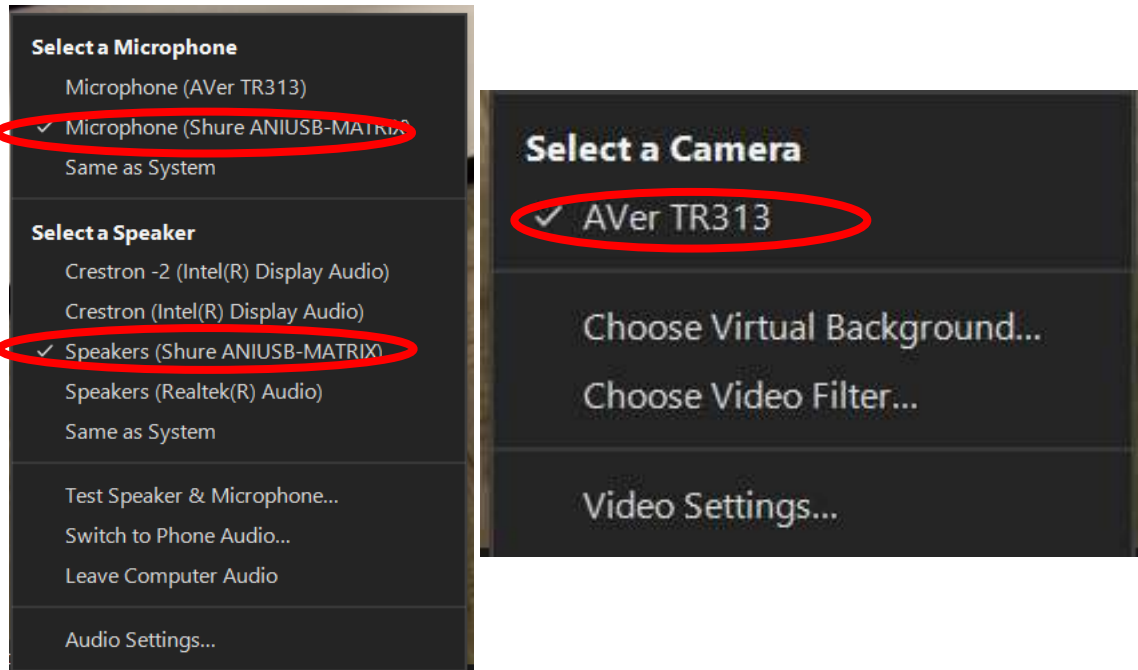 Select a Microphone
Microphone (AVer TR313)
✓ Microphone (Shure ANIUSB-MATRIX)
Same as System
Select a Speaker
Crestron -2 (Intel(R) Display Audio)
Crestron (Intel(R) Display Audio)
✓ Speakers (Shure ANIUSB-MATRIX)
Speakers (Realtek(R) Audio)
Same as System
Test Speaker & Microphone...
Switch to Phone Audio...
Leave Computer Audio
Audio Settings...
Select a Camera
✓ AVer TR313
Choose Virtual Background...
Choose Video Filter...
Video Settings...